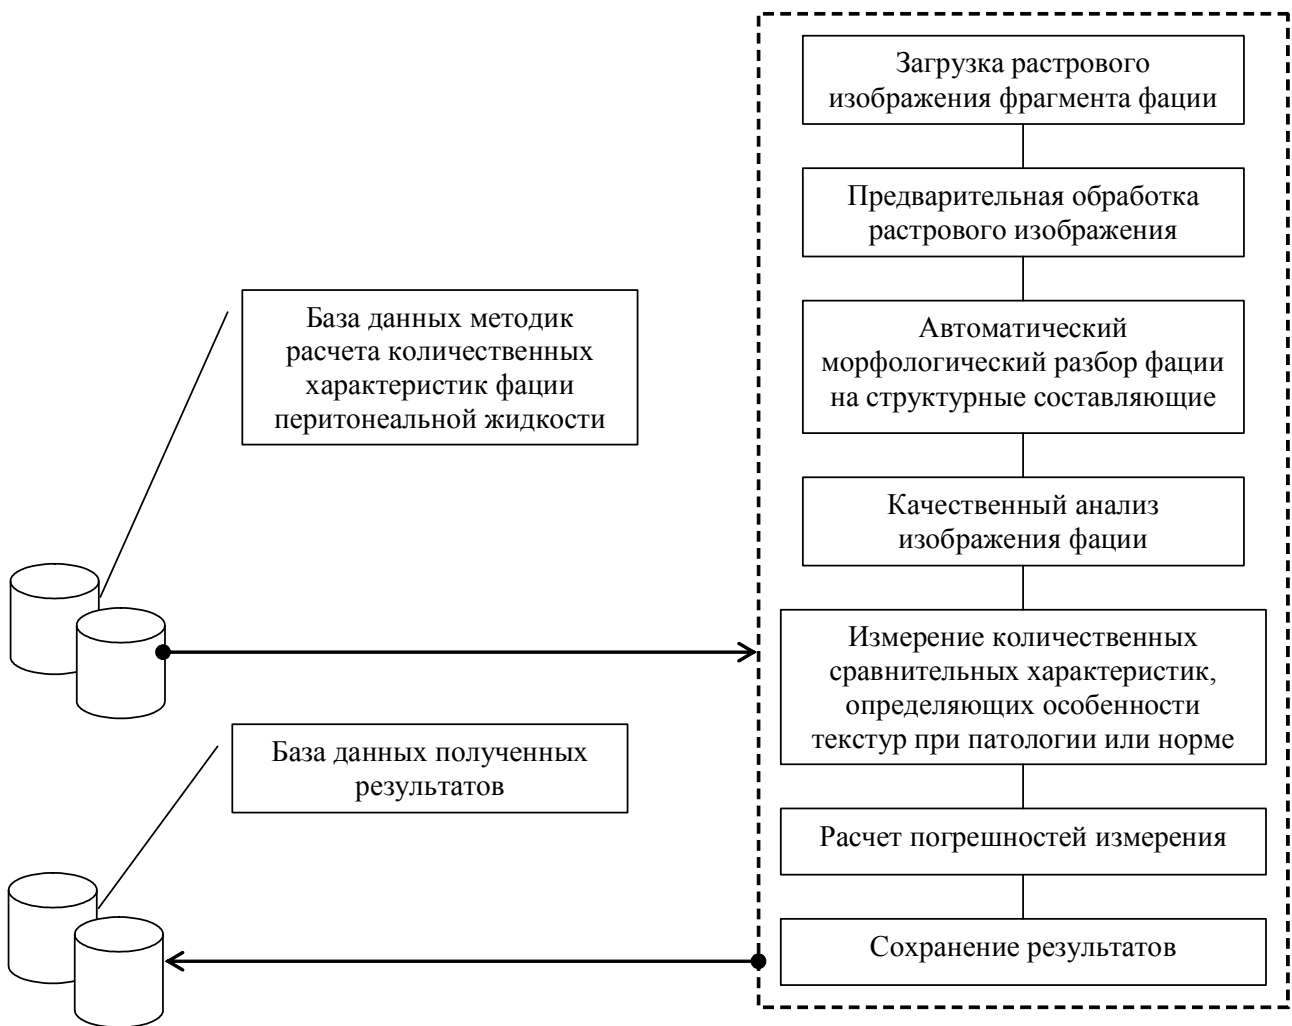 Загрузка растрового
изображения фрагмента фации
Предварительная обработка
растрового изображения
Автоматический
морфологический разбор фации
на структурные составляющие
Качественный анализ
изображения фации
Измерение количественных
сравнительных характеристик,
определяющих особенности
текстур при патологии или норме
Расчет погрешностей измерения
Сохранение результатов
База данных методик
расчета количественных
характеристик фации
перитонеальной жидкости
База данных полученных
результатов